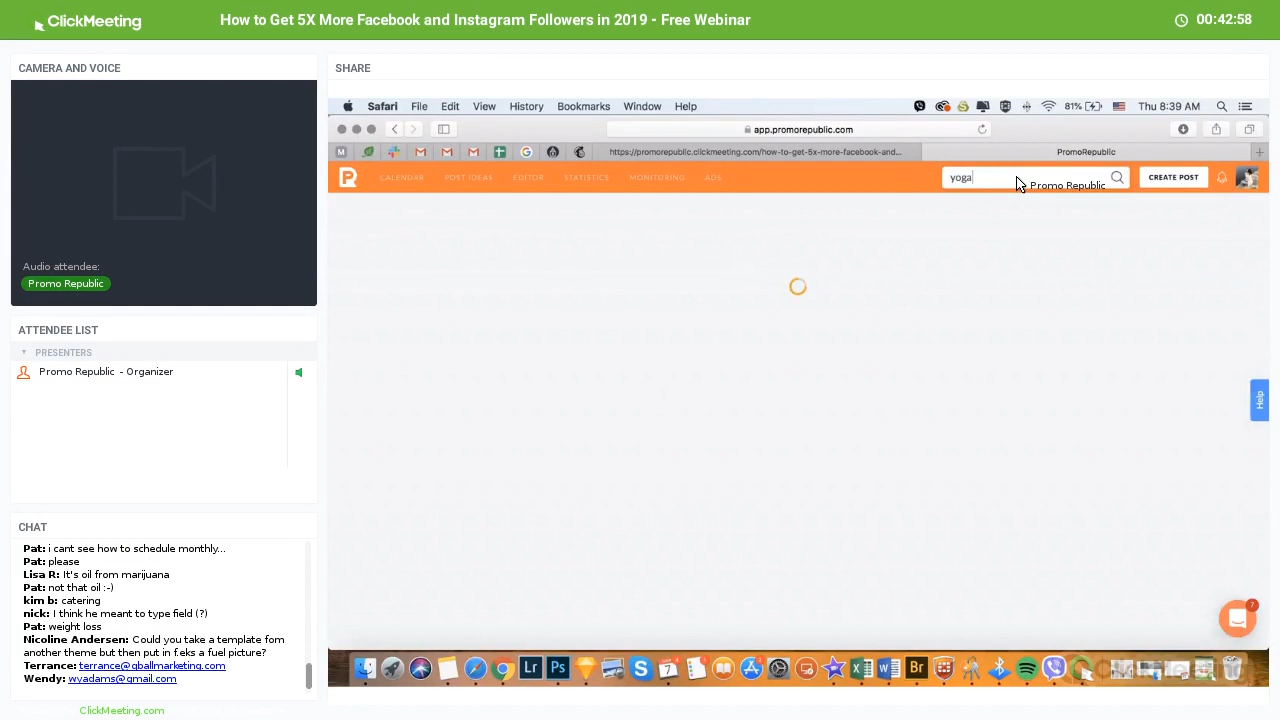 ClickMeeting
How to Get 5X More Facebook and Instagram Followers in 2019 - Free Webinar
00:42:58
CAMERA AND VOICE
SHARE
Safari File Edit View History Bookmarks Window Help
81%
Thu 8:39 AM
app.promorepublic.com
M
https://promorepublic.clickmeeting.com/how-to-get-5x-more-facebook-and...
PromoRepublic
CALENDAR POST IDEAS EDITOR STATISTICS MONITORING ADS
yoga
Promo Republic
CREATE POST
Audio attendee:
Promo Republic
ATTENDEE LIST
PRESENTERS
Promo Republic - Organizer
Help
CHAT
Pat: i cant see how to schedule monthly...
Pat: please
Lisa R: It's oil from marijuana
Pat: not that oil :-)
kim b: catering
nick: I think he meant to type field (?)
Pat: weight loss
Nicoline Andersen: Could you take a template fom
another theme but then put in f.eks a fuel picture?
Terrance: terrance@qballmarketing.com
Wendy: wyadams@gmail.com
7
Lr Ps
Br
ClickMeeting.com